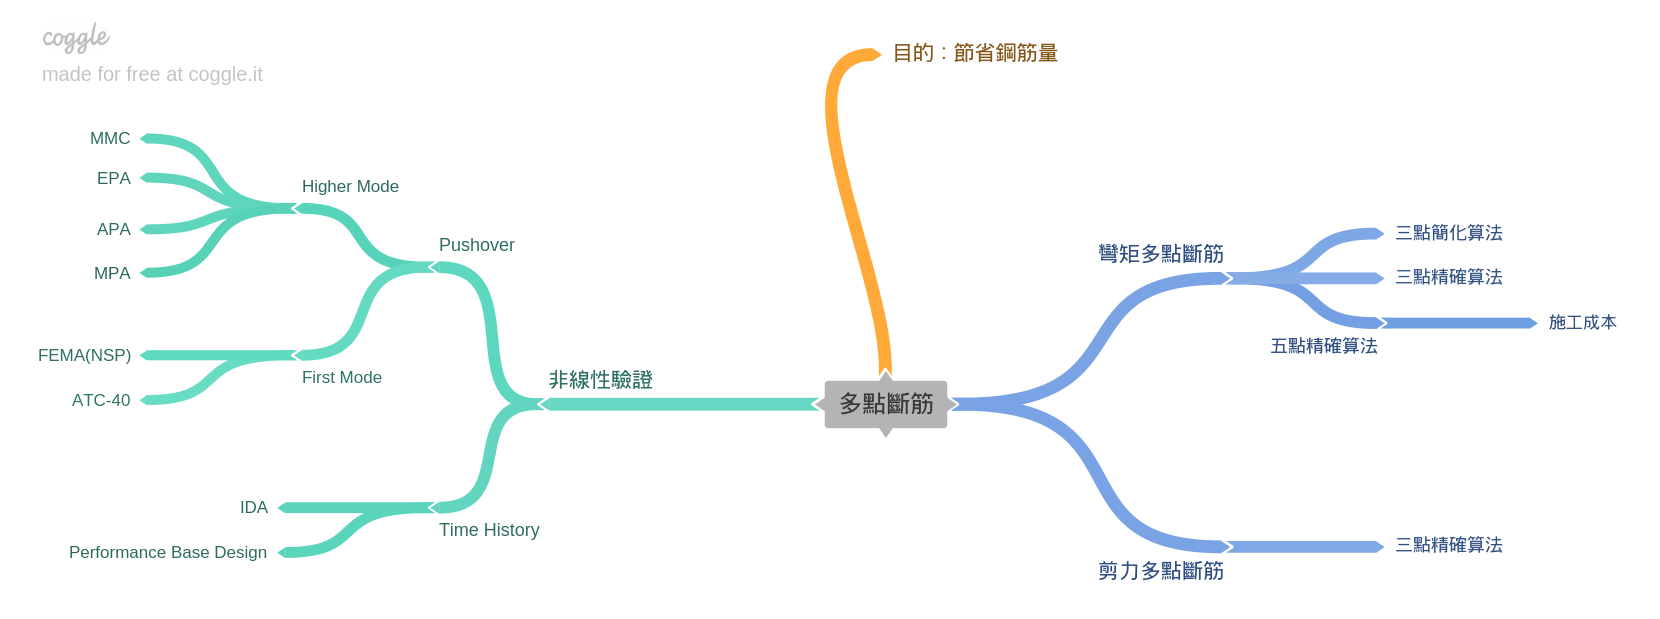 coggle
made for free at coggle.it
目的：節省鋼筋量
MMC
EPA
APA
MPA
Higher Mode
Pushover
FEMA(NSP)
ATC-40
First Mode
非線性驗證
IDA
Performance Base Design
Time History
多點斷筋
彎矩多點斷筋
三點簡化算法
三點精確算法
五點精確算法
施工成本
剪力多點斷筋
三點精確算法